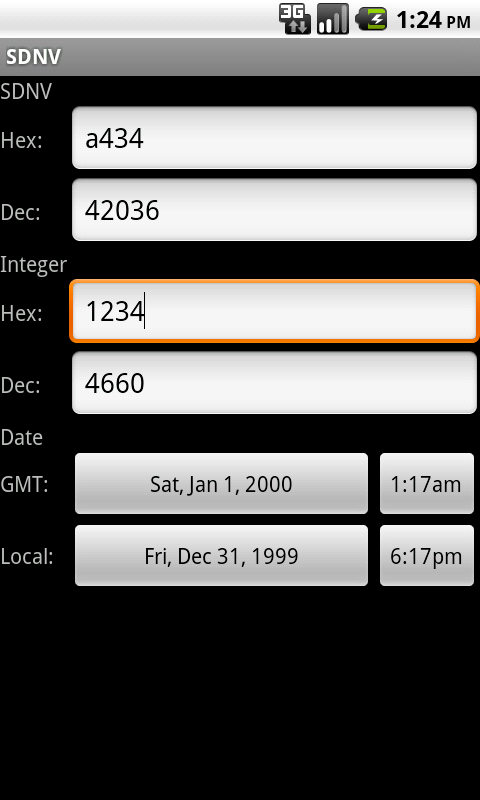 3G 1:24 PM
SDNV
SDNV
Hex: a434
Dec: 42036
Integer
Hex: 1234
Dec: 4660
Date
GMT: Sat, Jan 1, 2000 1:17am
Local: Fri, Dec 31, 1999 6:17pm